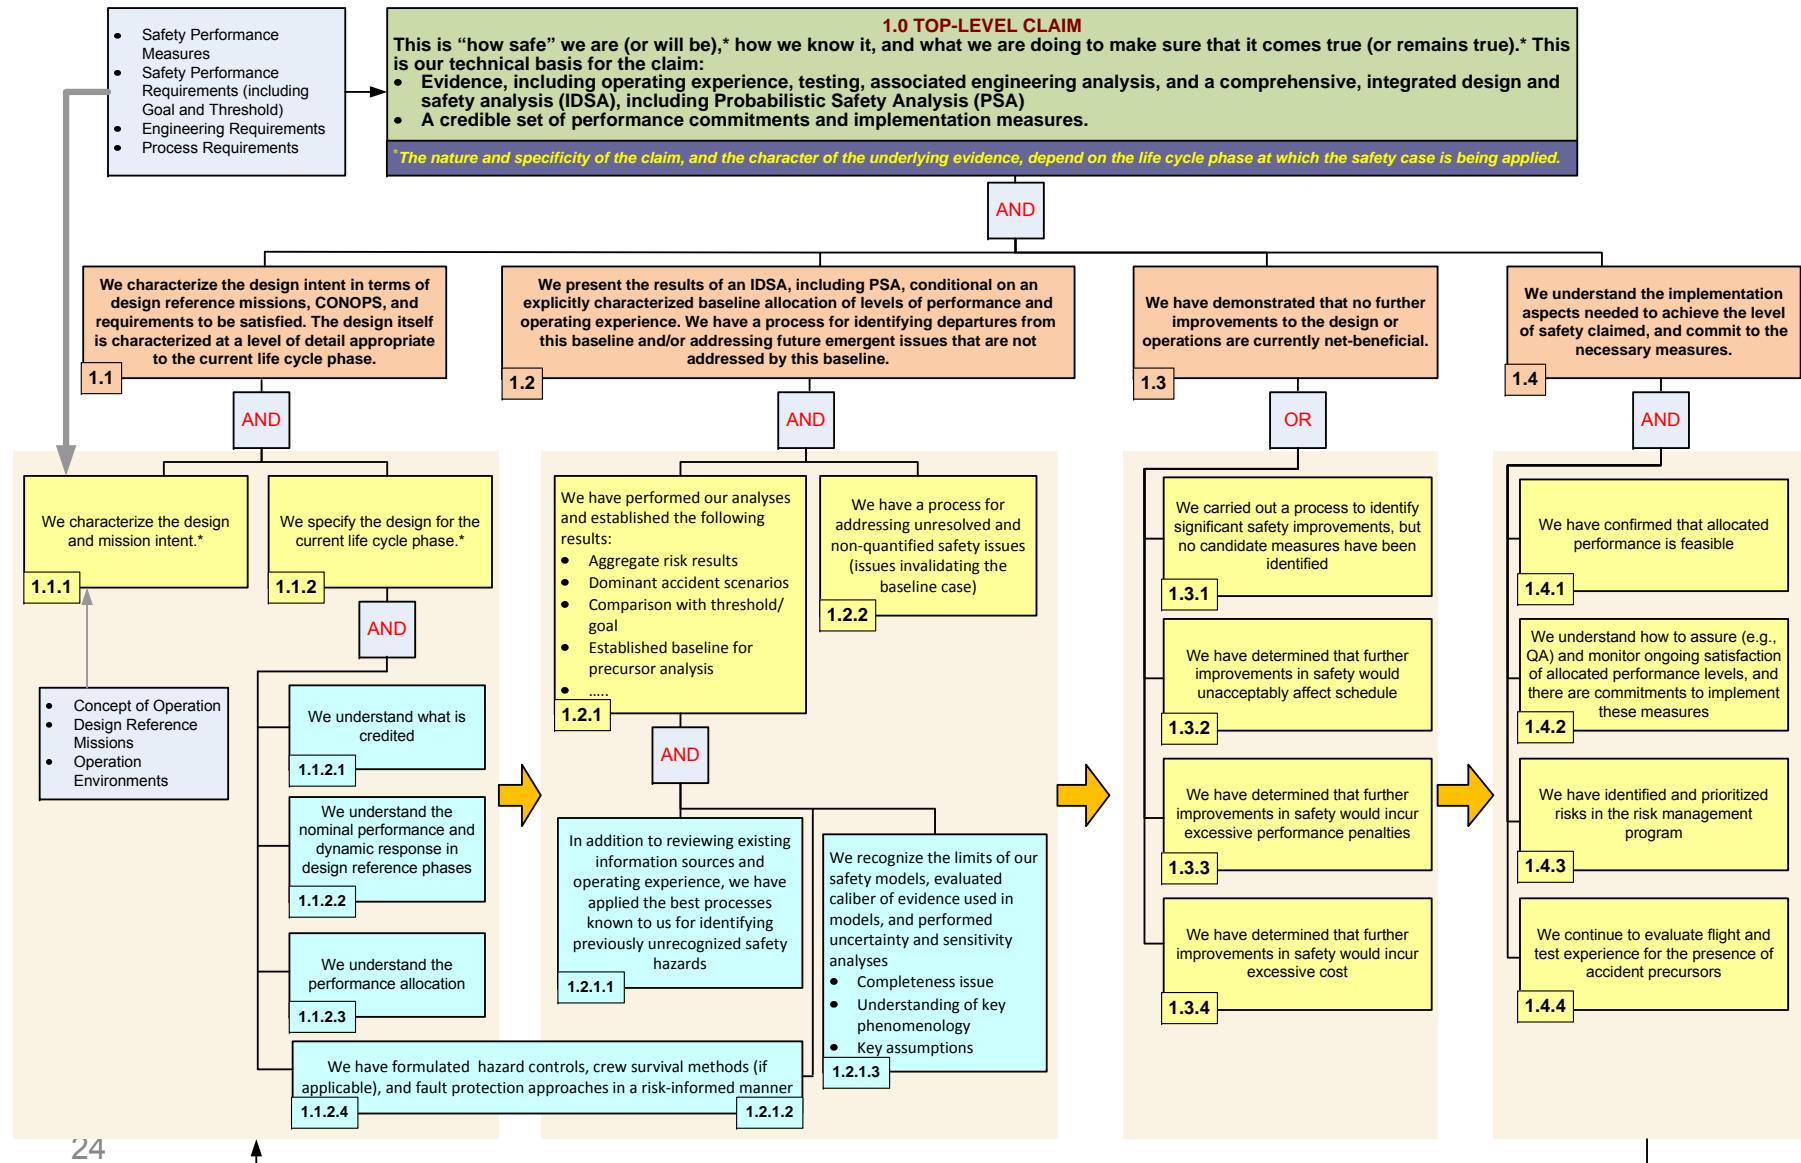 • Safety Performance
Measures
• Safety Performance
Requirements (including
Goal and Threshold)
• Engineering Requirements
• Process Requirements
1.0 TOP-LEVEL CLAIM
This is “how safe” we are (or will be),* how we know it, and what we are doing to make sure that it comes true (or remains true).* This
is our technical basis for the claim:
• Evidence, including operating experience, testing, associated engineering analysis, and a comprehensive, integrated design and
safety analysis (IDSA), including Probabilistic Safety Analysis (PSA)
• A credible set of performance commitments and implementation measures.
*The nature and specificity of the claim, and the character of the underlying evidence, depend on the life cycle phase at which the safety case is being applied.
AND
We characterize the design intent in terms of
design reference missions, CONOPS, and
requirements to be satisfied. The design itself
is characterized at a level of detail appropriate
to the current life cycle phase.
1.1
We present the results of an IDSA, including PSA, conditional on an
explicitly characterized baseline allocation of levels of performance and
operating experience. We have a process for identifying departures from
this baseline and/or addressing future emergent issues that are not
addressed by this baseline.
1.2
We have demonstrated that no further
improvements to the design or
operations are currently net-beneficial.
1.3
We understand the implementation
aspects needed to achieve the level
of safety claimed, and commit to the
necessary measures.
1.4
AND
AND
OR
AND
We characterize the design
and mission intent.*
1.1.1
We specify the design for the
current life cycle phase.*
1.1.2
AND
• Concept of Operation
• Design Reference
Missions
• Operation
Environments
We understand what is
credited
1.1.2.1
We understand the
nominal performance and
dynamic response in
design reference phases
1.1.2.2
We understand the
performance allocation
1.1.2.3
We have formulated hazard controls, crew survival methods (if
applicable), and fault protection approaches in a risk-informed manner
1.1.2.4
1.2.1.2
We have performed our analyses
and established the following
results:
• Aggregate risk results
• Dominant accident scenarios
• Comparison with threshold/
goal
• Established baseline for
precursor analysis
• .....
1.2.1
We have a process for
addressing unresolved and
non-quantified safety issues
(issues invalidating the
baseline case)
1.2.2
AND
In addition to reviewing existing
information sources and
operating experience, we have
applied the best processes
known to us for identifying
previously unrecognized safety
hazards
1.2.1.1
We recognize the limits of our
safety models, evaluated
caliber of evidence used in
models, and performed
uncertainty and sensitivity
analyses
• Completeness issue
• Understanding of key
phenomenology
• Key assumptions
1.2.1.3
We carried out a process to identify
significant safety improvements, but
no candidate measures have been
identified
1.3.1
We have determined that further
improvements in safety would
unacceptably affect schedule
1.3.2
We have determined that further
improvements in safety would incur
excessive performance penalties
1.3.3
We have determined that further
improvements in safety would incur
excessive cost
1.3.4
We have confirmed that allocated
performance is feasible
1.4.1
We understand how to assure (e.g.,
QA) and monitor ongoing satisfaction
of allocated performance levels, and
there are commitments to implement
these measures
1.4.2
We have identified and prioritized
risks in the risk management
program
1.4.3
We continue to evaluate flight and
test experience for the presence of
accident precursors
1.4.4
24